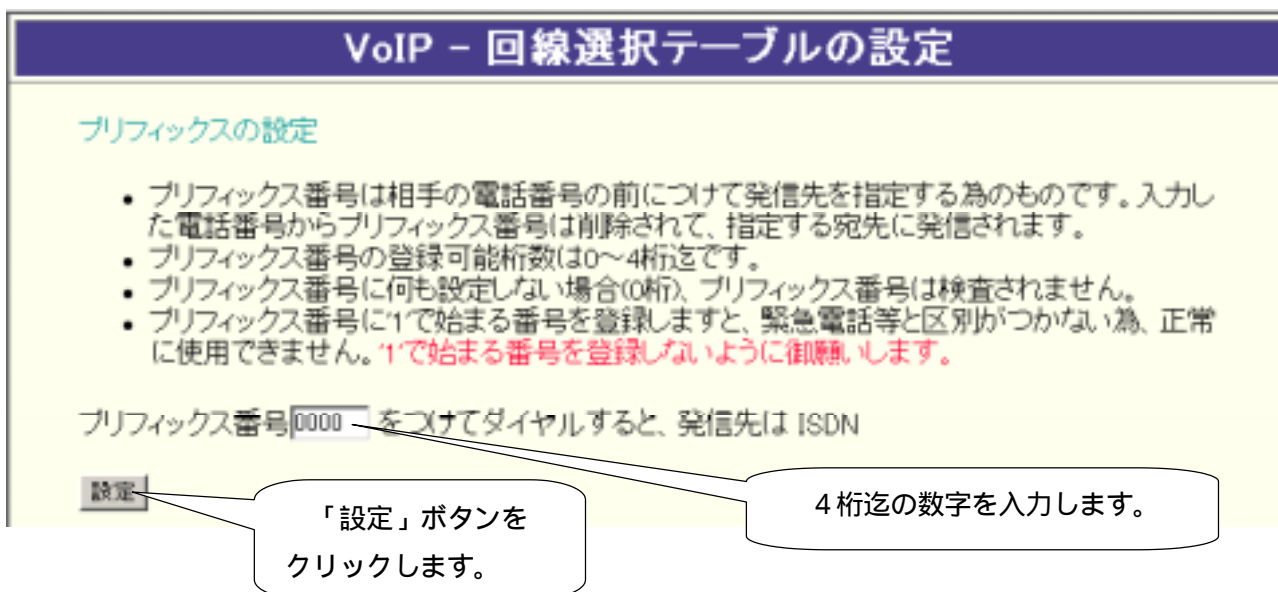 VoIP - 回線選択テーブルの設定
プリフィックスの設定
• プリフィックス番号は相手の電話番号の前につけて発信先を指定する為のものです。入力し
た電話番号からプリフィックス番号は削除されて、指定する宛先に発信されます。
• プリフィックス番号の登録可能桁数は0～4桁迄です。
• プリフィックス番号に何も設定しない場合(0桁)、プリフィックス番号は検査されません。
• プリフィックス番号に'1'で始まる番号を登録しますと、緊急電話等と区別がつかない為、正常
に使用できません。'1'で始まる番号を登録しないように御願いします。
プリフィックス番号 0000 をつけてダイヤルすると、発信先は ISDN
設定
「設定」ボタンを
クリックします。
４桁迄の数字を入力します。